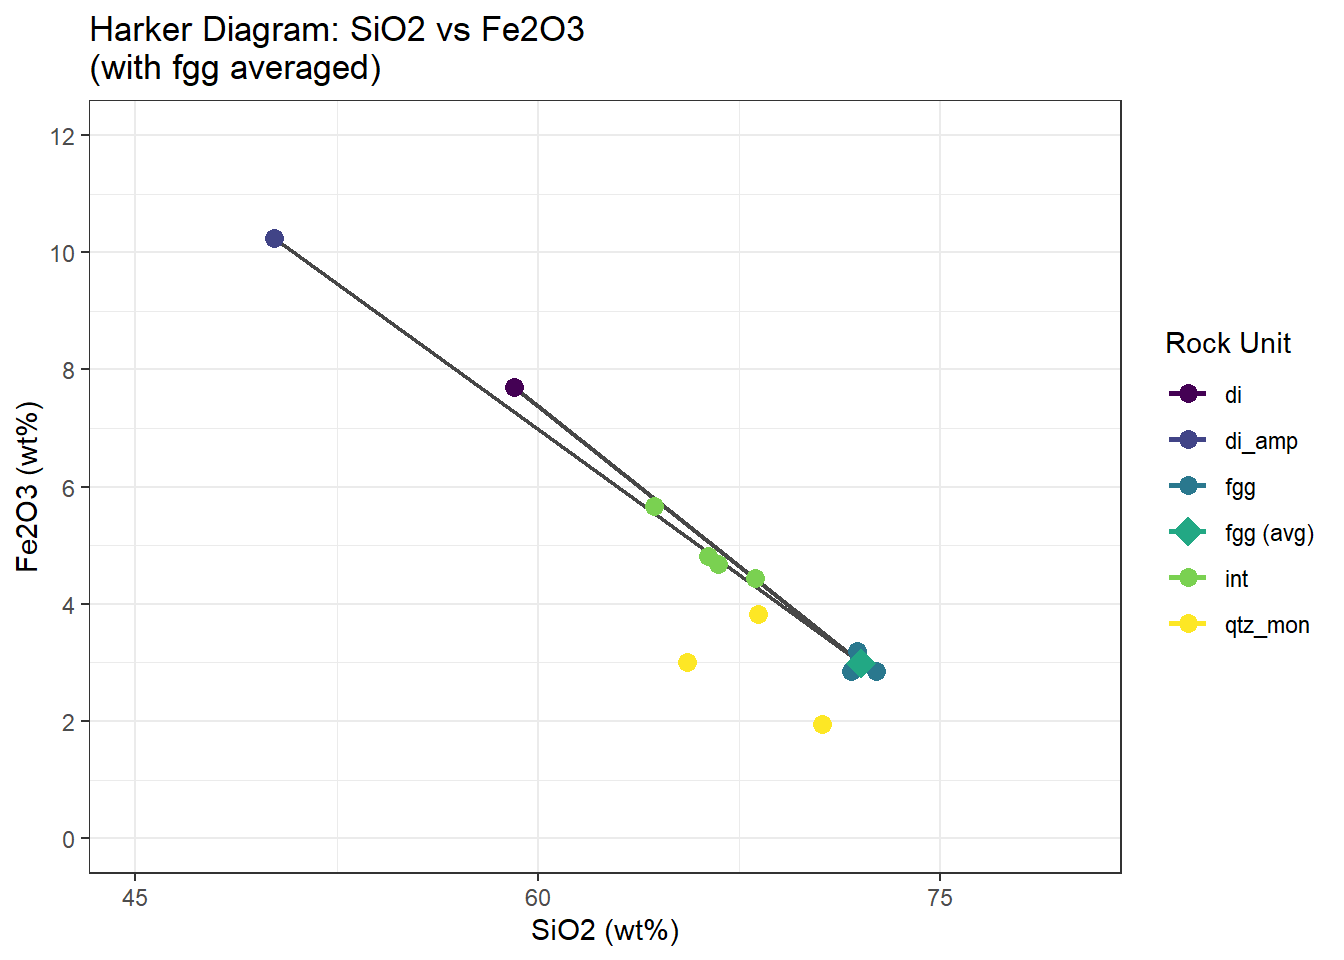 Harker Diagram: SiO2 vs Fe2O3
(with fgg averaged)
12
10
8
6
4
2
0
Fe2O3 (wt%)
45
60
75
SiO2 (wt%)
Rock Unit
di
di_amp
fgg
fgg (avg)
int
qtz_mon